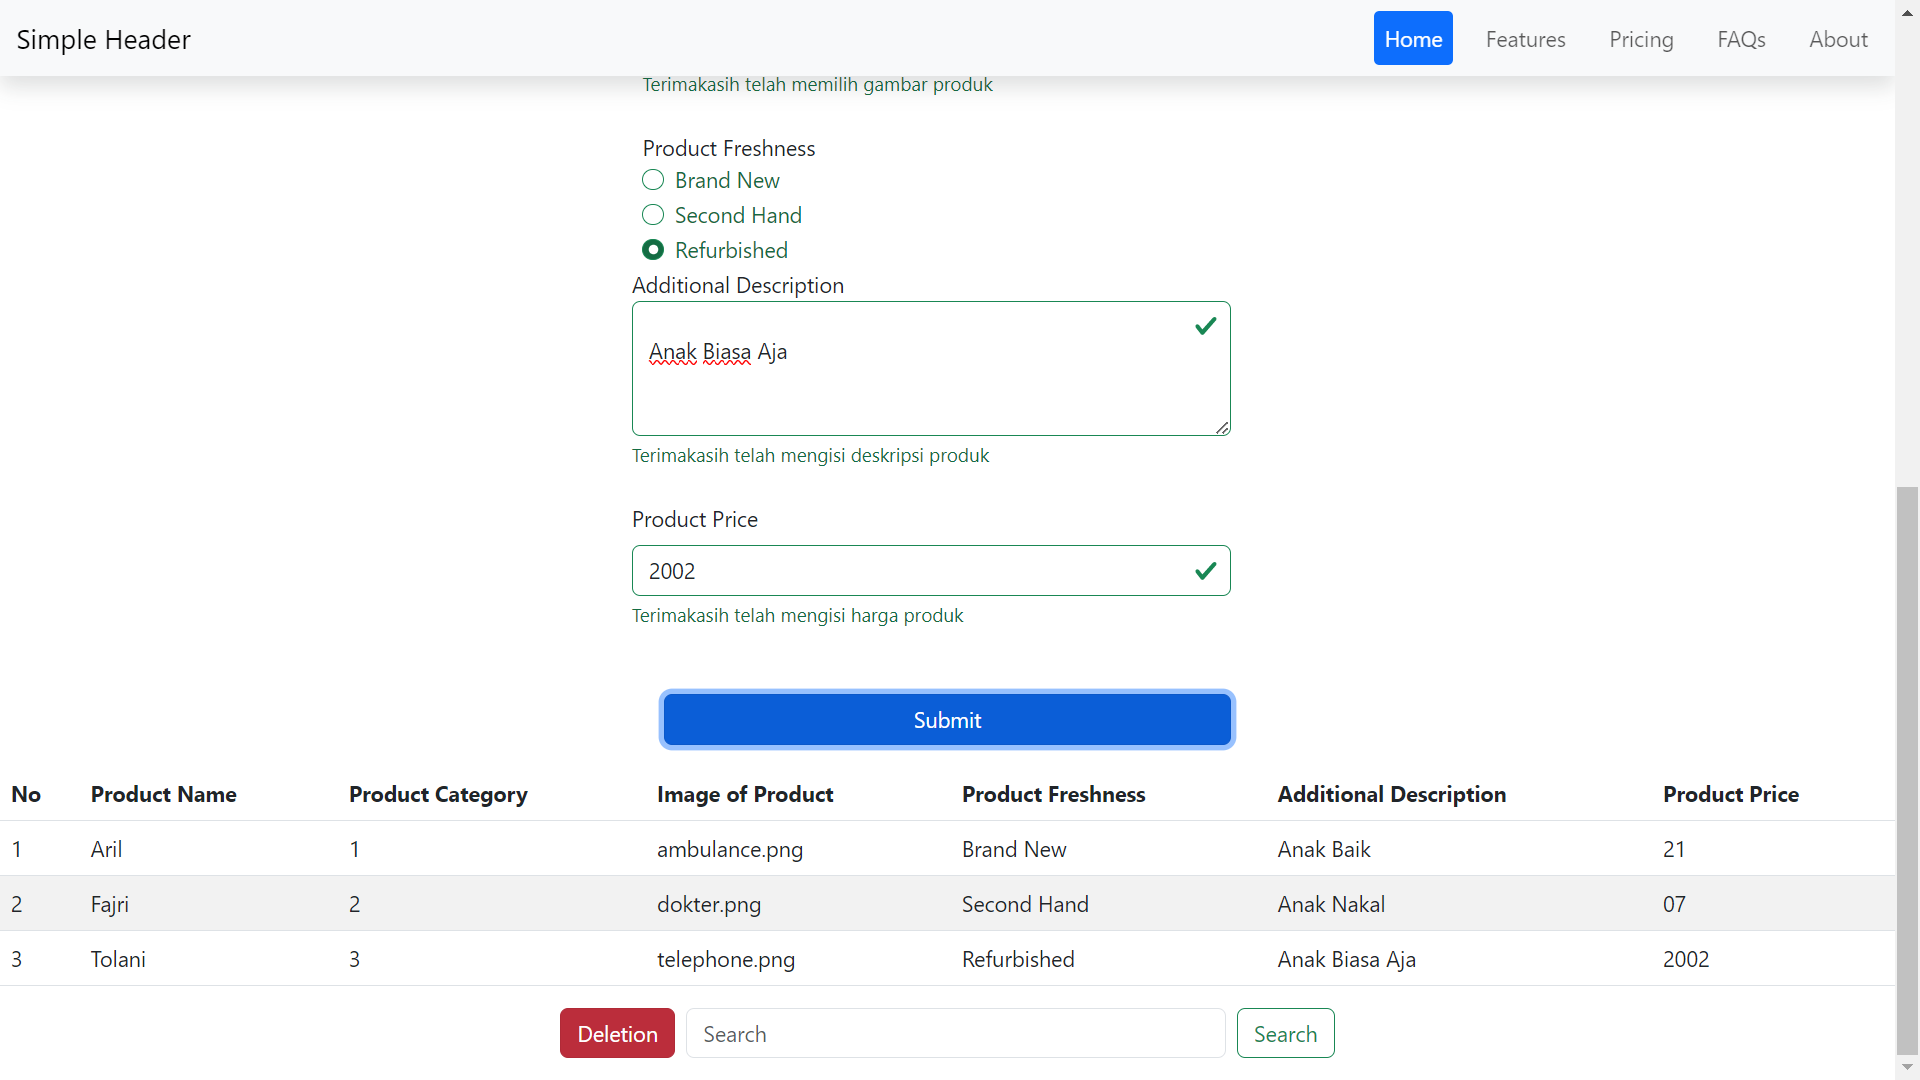 Simple Header Home Features Pricing FAQs About
Terimakasih telah memilih gambar produk
Product Freshness
Brand New
Second Hand
Refurbished
Additional Description
Anak Biasa Aja
Terimakasih telah mengisi deskripsi produk
Product Price
2002
Terimakasih telah mengisi harga produk
Submit
No Product Name Product Category Image of Product Product Freshness Additional Description Product Price
1 Aril 1 ambulance.png Brand New Anak Baik 21
2 Fajri 2 dokter.png Second Hand Anak Nakal 07
3 Tolani 3 telephone.png Refurbished Anak Biasa Aja 2002
Deletion Search Search